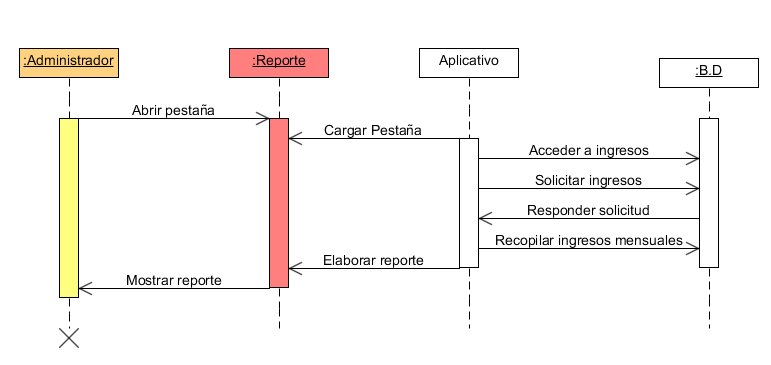 :Administrador
:Reporte
Aplicativo
:B.D
Abrir pestaña
Cargar Pestaña
Acceder a ingresos
Solicitar ingresos
Responder solicitud
Recopilar ingresos mensuales
Elaborar reporte
Mostrar reporte